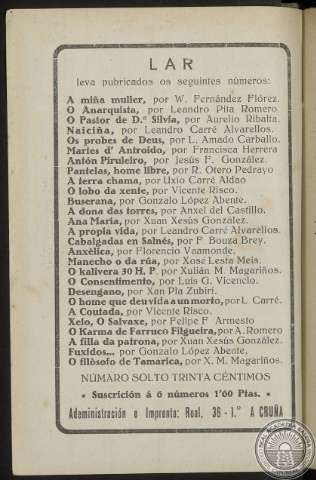 LAR
leva pubricados os seguintes números:
A miña muller, por W. Fernández Flórez.
O Anarquista, por Leandro Pita Romero
O Pastor de D.ª Silvia, por Aurelio Ribalta.
Naiciña, por Leandro Carré Alvarellos.
Os probes de Deus, por L. Amado Carballo.
Martes d' Antroido, por Francisca Herrera
Antón Piruleiro, por Jesús F. González.
Pantelas, home libre, por R. Otero Pedrayo
A terra chama, por Uxío Carré Aldao
O lobo da xente, por Vicente Risco.
Buserana, por Gonzalo López Abente.
A dona das torres, por Anxel del Castillo.
Ana María, por Xuan Xesús González.
A propia vida, por Leandro Carré Alvarellos.
Cabalgadas en Salnés, por F. Bouza Brey.
Anxélica, por Florencio Vaamonde.
Manecho o da rúa, por Xosé Lesta Meis.
O kalivera 30 H. P. por Xulián M. Magariños.
O Consentimento, por Luis G. Vicencio.
Desengano, por Xan Pla Zubiri.
O home que deu vida a un morto, por L. Carré.
A Coutada, por Vicente Risco.
Xelo, O Salvaxe, por Felipe F Armesto
O Karma de Farruco Filgueira, por A. Romero
A filla da patrona, por Xuan Xesús González.
Fuxidos... por Gonzalo López Abente.
O filósofo de Tamarica, por X. M. Magariños.
NÚMARO SOLTO TRINTA CÉNTIMOS
Suscrición á 6 números 1'60 Ptas.
Adeministración e Imprenta: Real, 36 - 1.º A CRUÑA